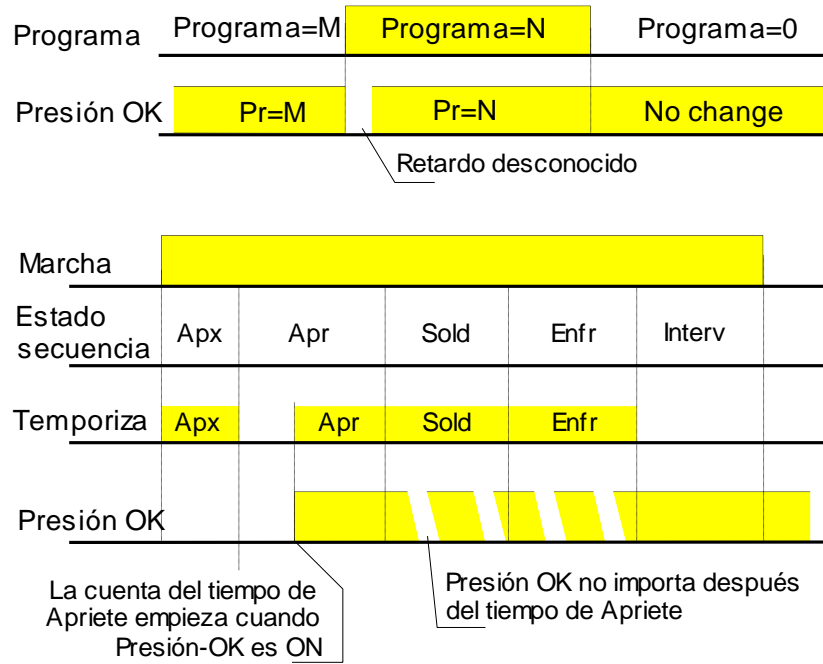 Programa Programa=M Programa=N Programa=0
Presión OK Pr=M Pr=N No change
Retardo desconocido
Marcha
Estado
secuencia Apx Apr Sold Enfr Interv
Temporiza Apx Apr Sold Enfr
Presión OK
La cuenta del tiempo de
Apriete empieza cuando
Presión-OK es ON
Presión OK no importa después
del tiempo de Apriete